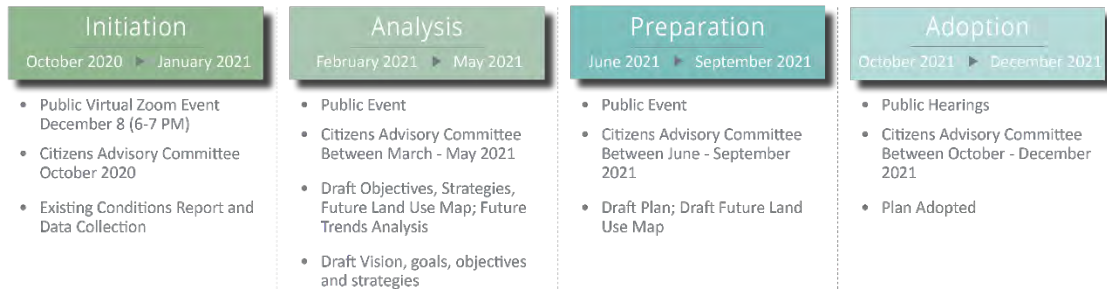 Initiation
October 2020 ▶ January 2021
• Public Virtual Zoom Event
December 8 (6-7 PM)
• Citizens Advisory Committee
October 2020
• Existing Conditions Report and
Data Collection
Analysis
February 2021 ▶ May 2021
• Public Event
• Citizens Advisory Committee
Between March - May 2021
• Draft Objectives, Strategies,
Future Land Use Map; Future
Trends Analysis
• Draft Vision, goals, objectives
and strategies
Preparation
June 2021 ▶ September 2021
• Public Event
• Citizens Advisory Committee
Between June - September
2021
• Draft Plan; Draft Future Land
Use Map
Adoption
October 2021 ▶ December 2021
• Public Hearings
• Citizens Advisory Committee
Between October - December
2021
• Plan Adopted